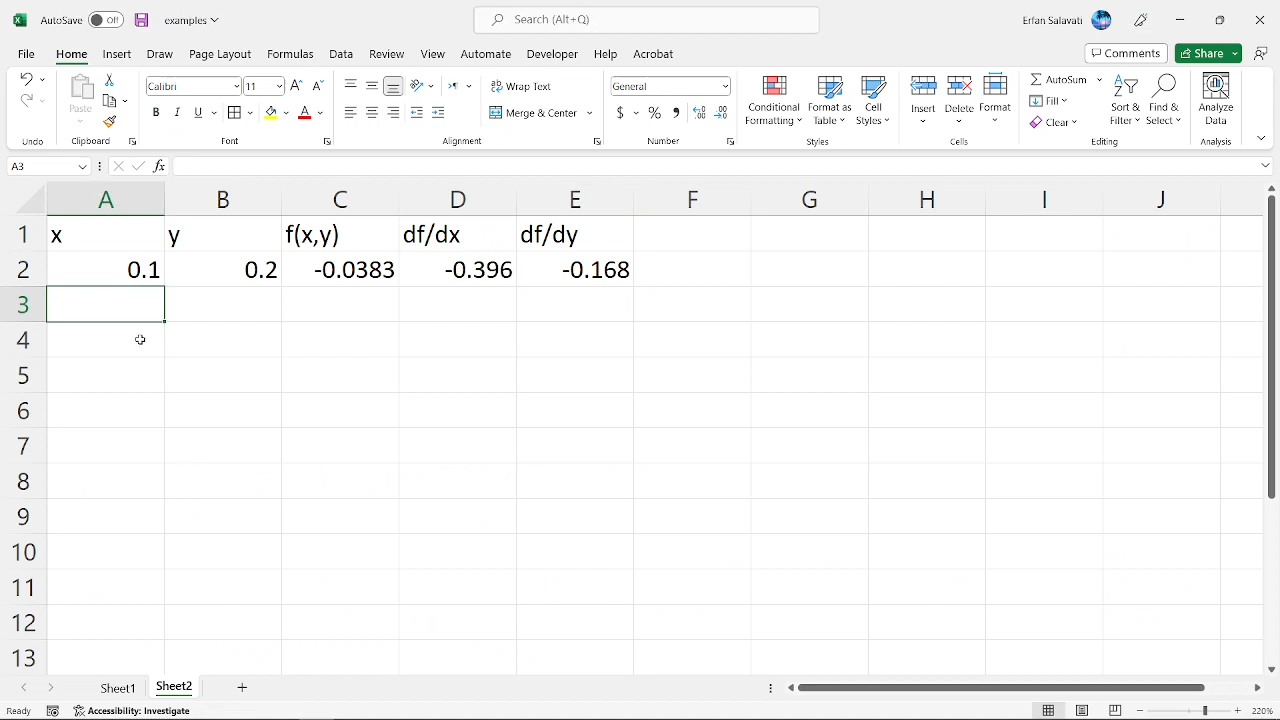 AutoSave Off examples Search (Alt+Q) Erfan Salavati
File Home Insert Draw Page Layout Formulas Data Review View Automate Developer Help Acrobat Comments Share
Calibri 11 Wrap Text General AutoSum
Paste Conditional Formatting Format as Table Cell Styles Insert Delete Format Fill Sort & Filter Find & Select Analyze Data
B I U A Merge & Center $ % Clear
Undo Clipboard Font Alignment Number Styles Cells Editing Analysis
A3 fx
A B C D E F G H I J
1 x y f(x,y) df/dx df/dy
2 0.1 0.2 -0.0383 -0.396 -0.168
3
4
5
6
7
8
9
10
11
12
13
Sheet1 Sheet2
Ready Accessibility: Investigate 220%